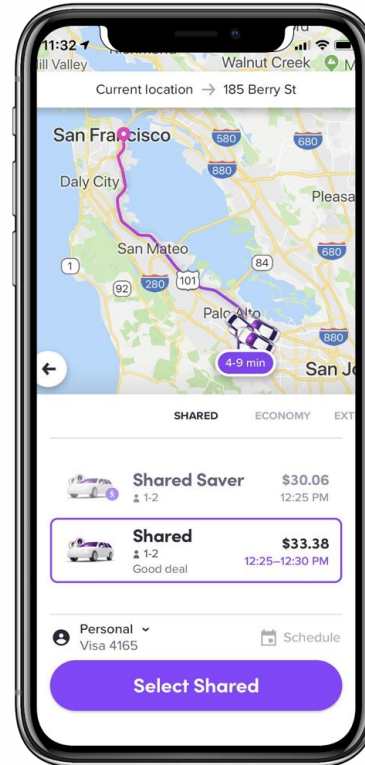 11:32
ill Valley
Walnut Creek
Current location → 185 Berry St
San Francisco
580
680
880
Daly City
Pleasa
San Mateo
1
92
280
101
84
680
Palo Alto
880
4-9 min
San Jo
SHARED ECONOMY EXT
Shared Saver $30.06
1-2 12:25 PM
Shared $33.38
1-2 12:25–12:30 PM
Good deal
Personal
Visa 4165
Schedule
Select Shared